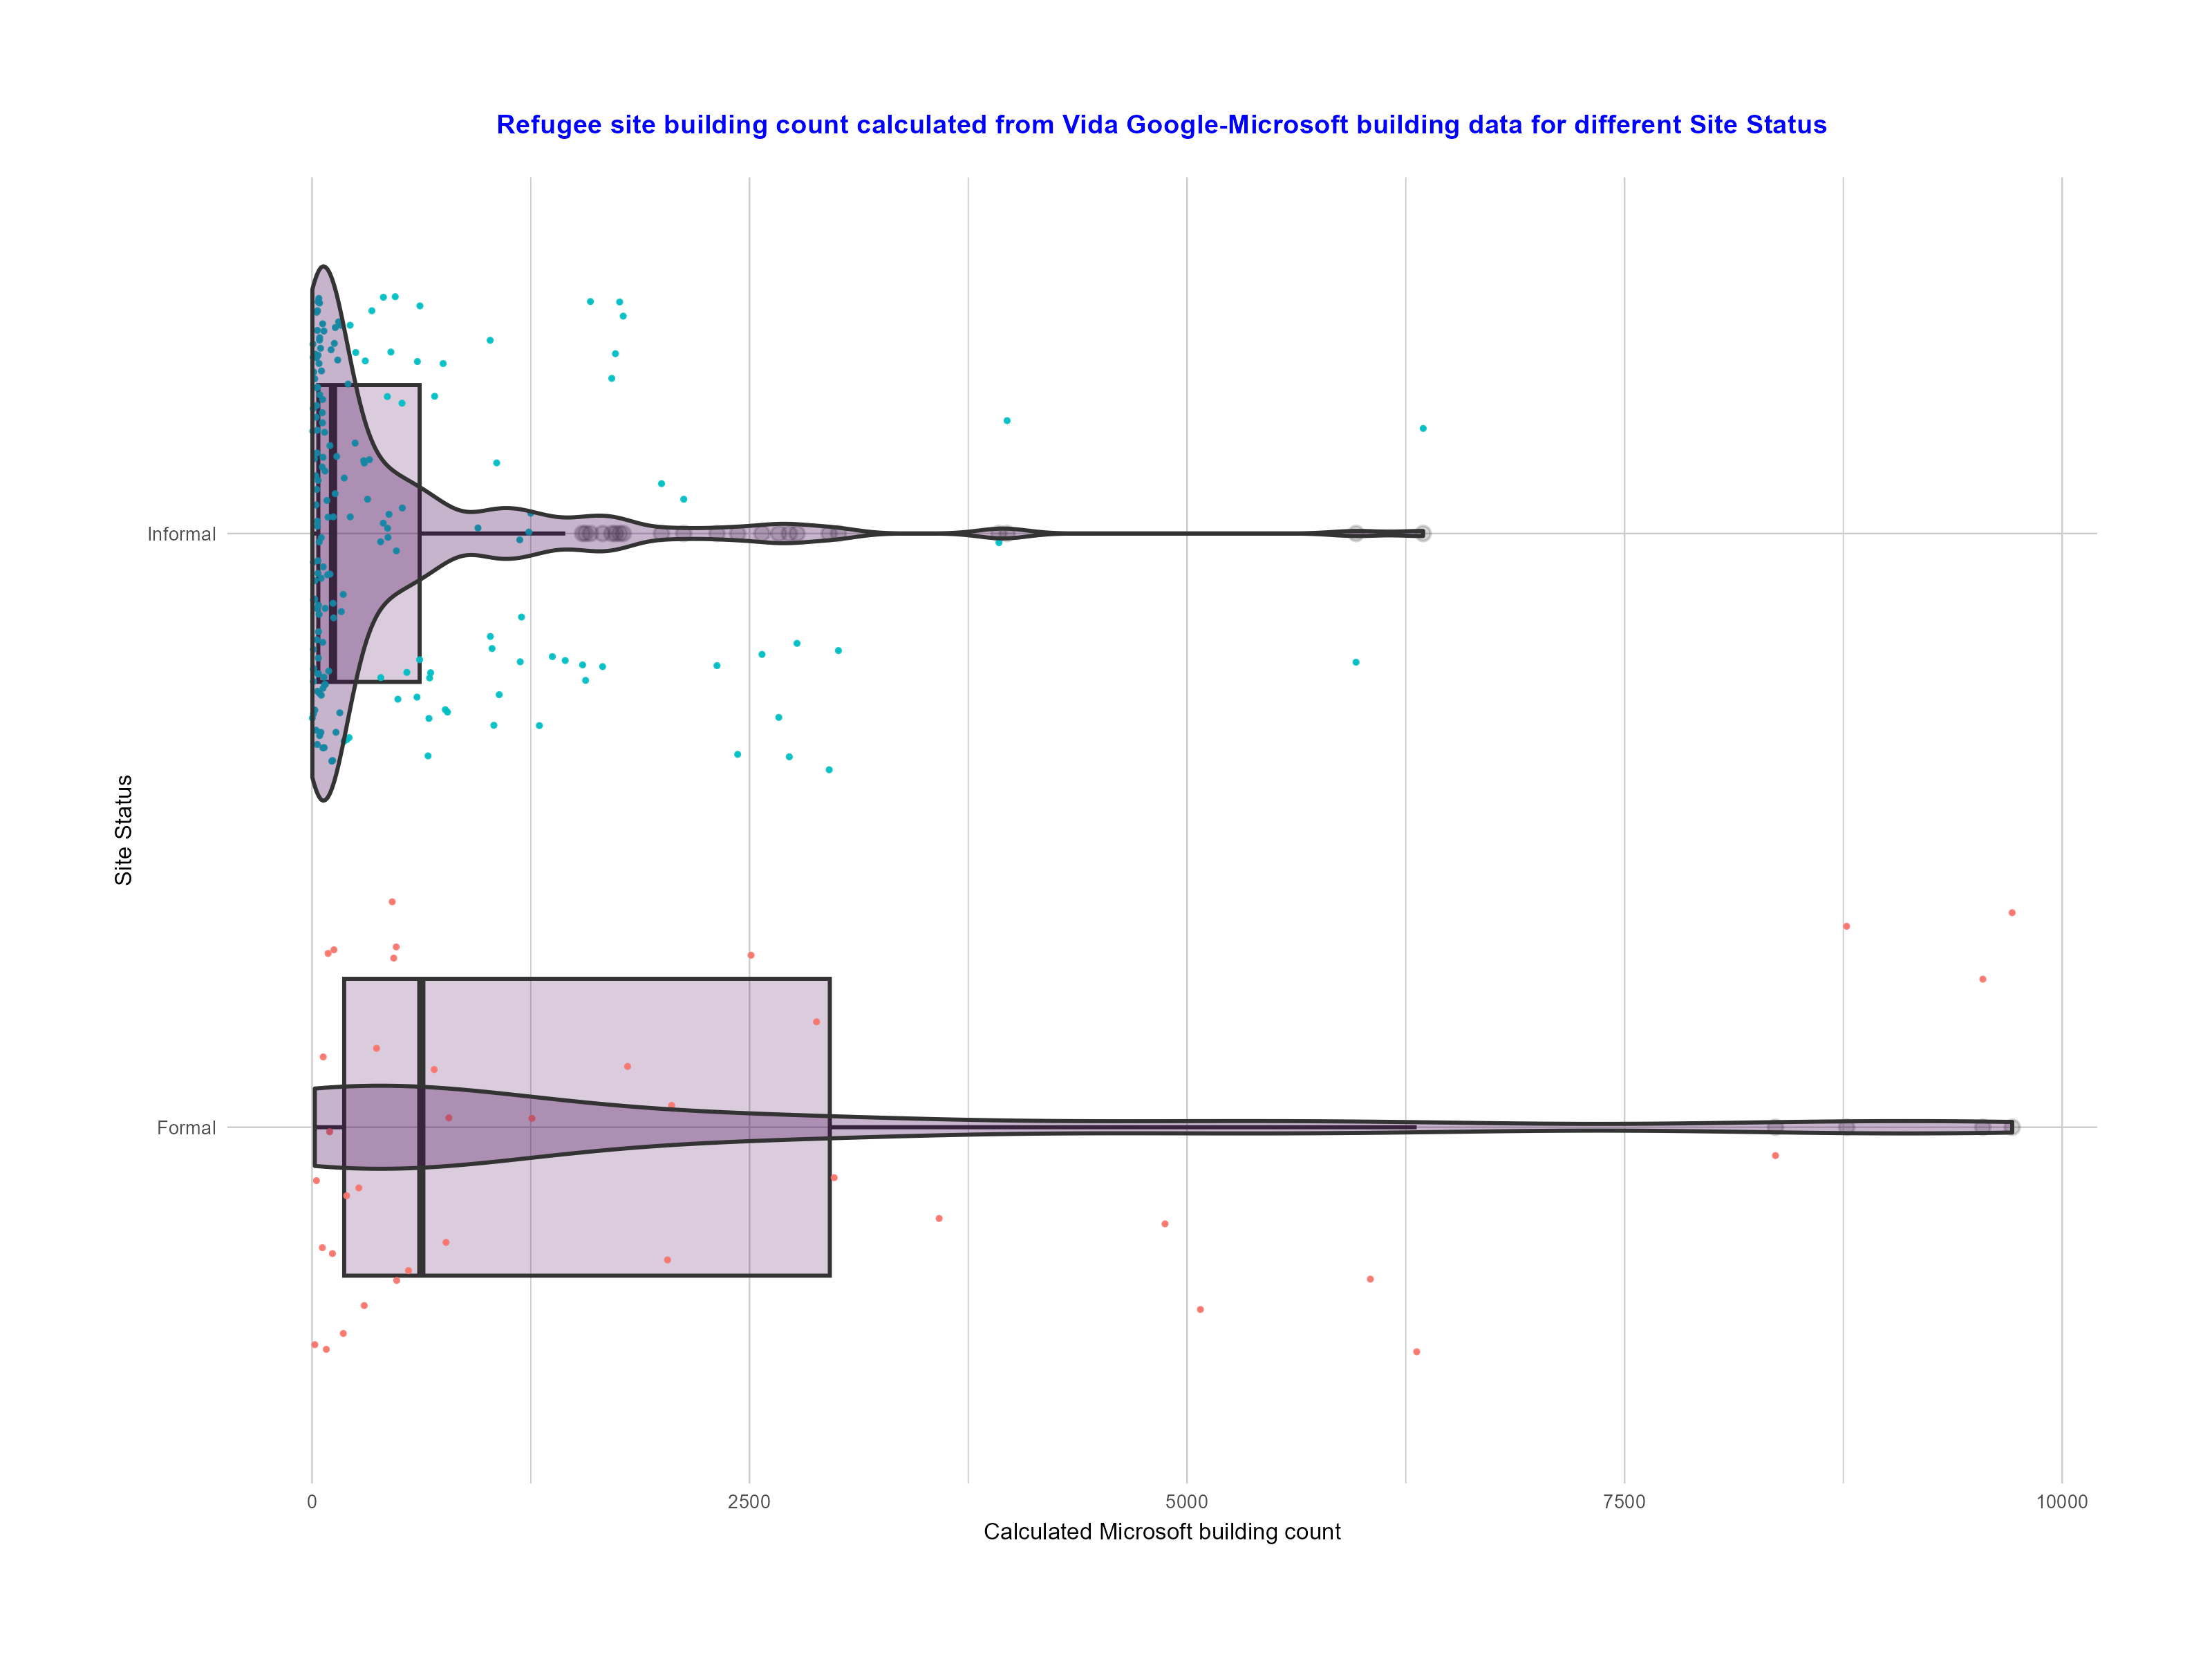 Refugee site building count calculated from Vida Google-Microsoft building data for different Site Status
Site Status
Informal
Formal
0
2500
5000
7500
10000
Calculated Microsoft building count